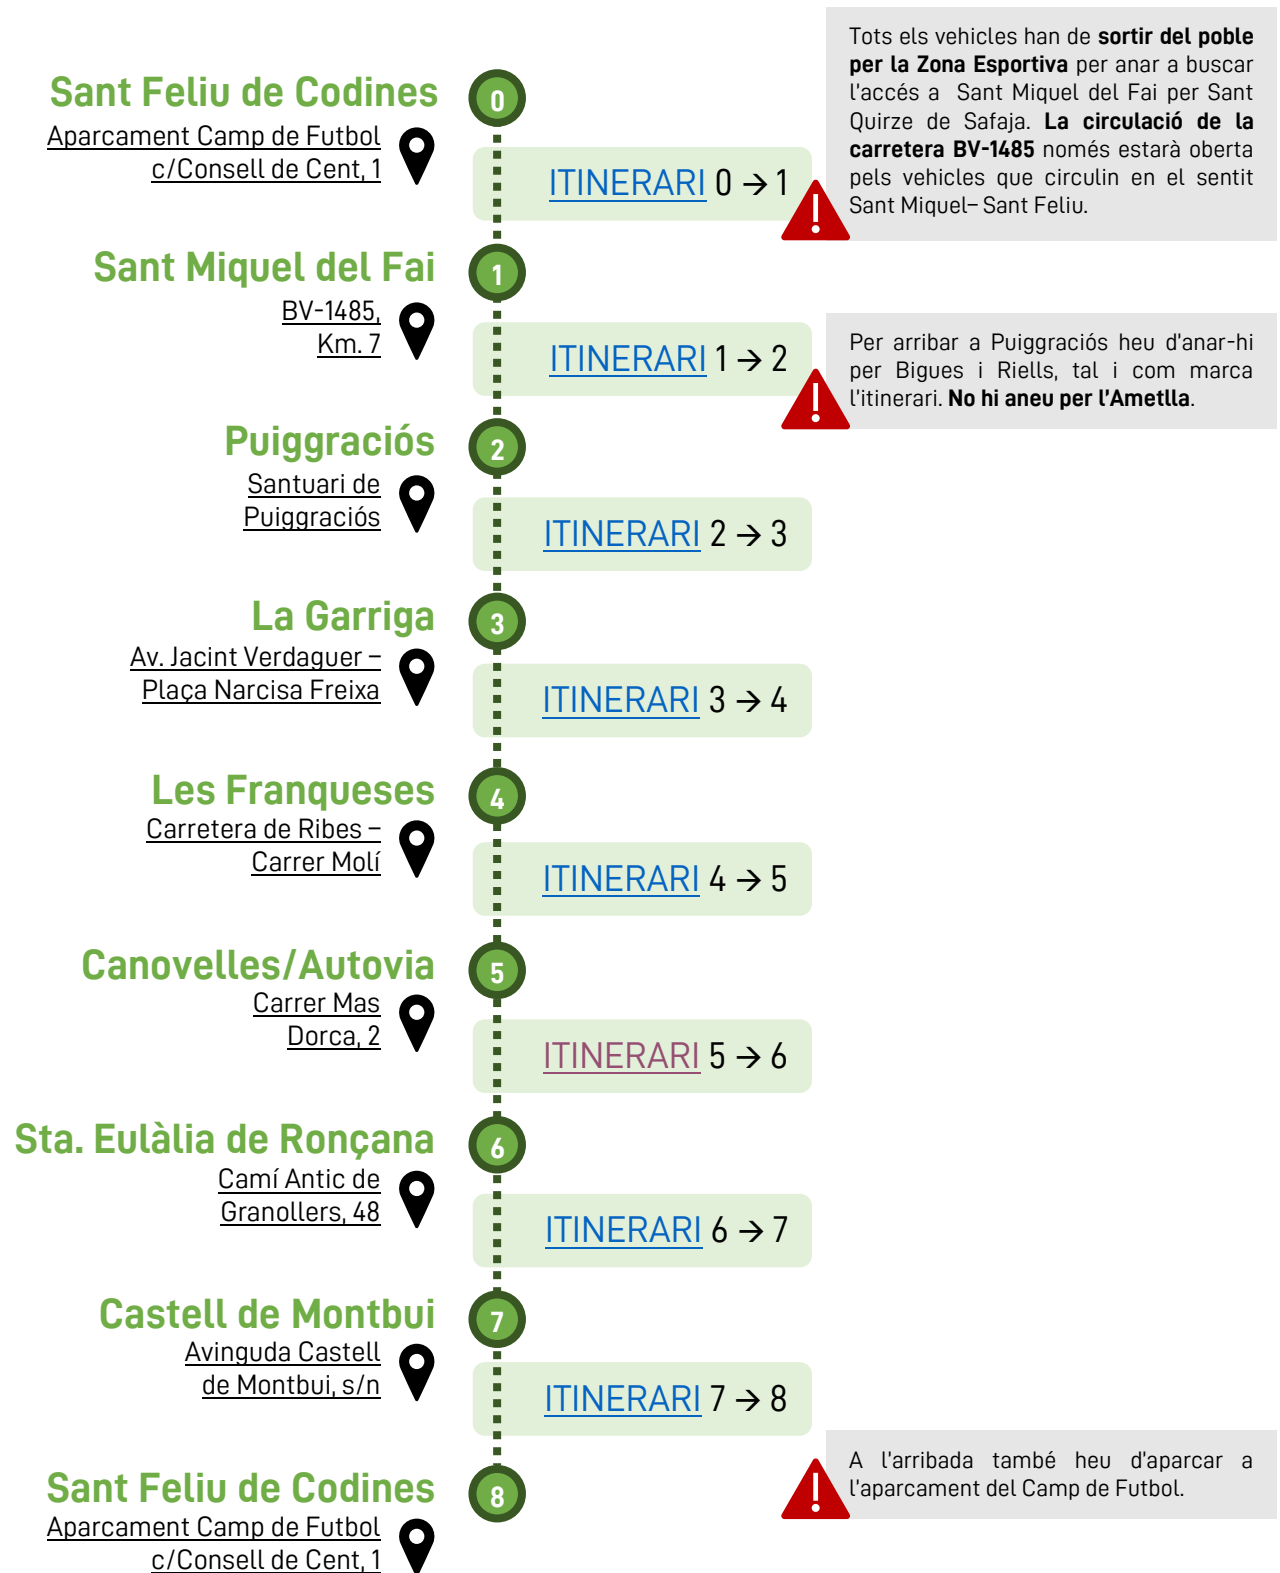 Sant Feliu de Codines
0
Aparcament Camp de Futbol
c/Consell de Cent, 1
ITINERARI 0 → 1
Tots els vehicles han de sortir del poble
per la Zona Esportiva per anar a buscar
l'accés a Sant Miquel del Fai per Sant
Quirze de Safaja. La circulació de la
carretera BV-1485 només estarà oberta
pels vehicles que circulin en el sentit
Sant Miquel– Sant Feliu.
Sant Miquel del Fai
1
BV-1485,
Km. 7
ITINERARI 1 → 2
Per arribar a Puiggraciós heu d'anar-hi
per Bigues i Riells, tal i com marca
l'itinerari. No hi aneu per l'Ametlla.
Puiggraciós
2
Santuari de
Puiggraciós
ITINERARI 2 → 3
La Garriga
3
Av. Jacint Verdaguer –
Plaça Narcisa Freixa
ITINERARI 3 → 4
Les Franqueses
4
Carretera de Ribes –
Carrer Molí
ITINERARI 4 → 5
Canovelles/Autovia
5
Carrer Mas
Dorca, 2
ITINERARI 5 → 6
Sta. Eulàlia de Ronçana
6
Camí Antic de
Granollers, 48
ITINERARI 6 → 7
Castell de Montbui
7
Avinguda Castell
de Montbui, s/n
ITINERARI 7 → 8
A l'arribada també heu d'aparcar a
l'aparcament del Camp de Futbol.
Sant Feliu de Codines
8
Aparcament Camp de Futbol
c/Consell de Cent, 1